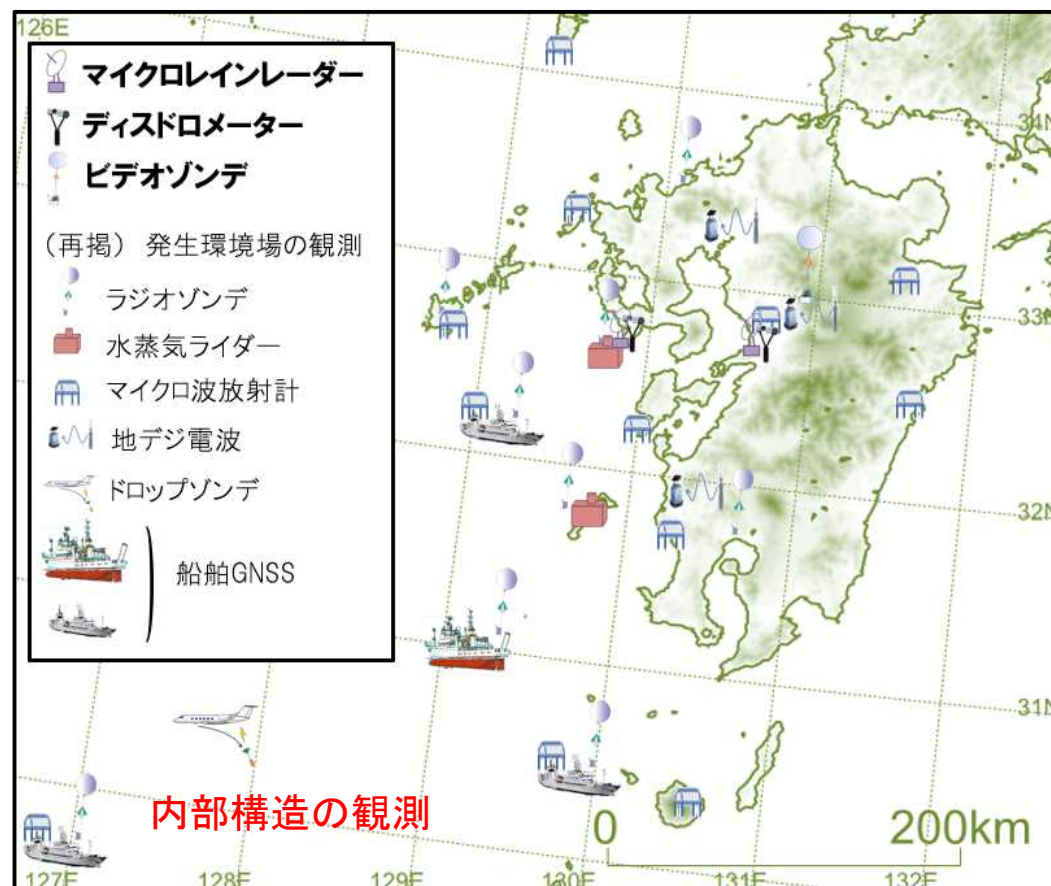 126E
マイクロレインレーダー
ディスドロメーター
ビデオゾンデ
(再掲) 発生環境場の観測
ラジオゾンデ
水蒸気ライダー
マイクロ波放射計
地デジ電波
ドロップゾンデ
船舶GNSS
34N
33N
32N
31N
内部構造の観測
0 200km
127E 128E 129E 130E 131E 132E